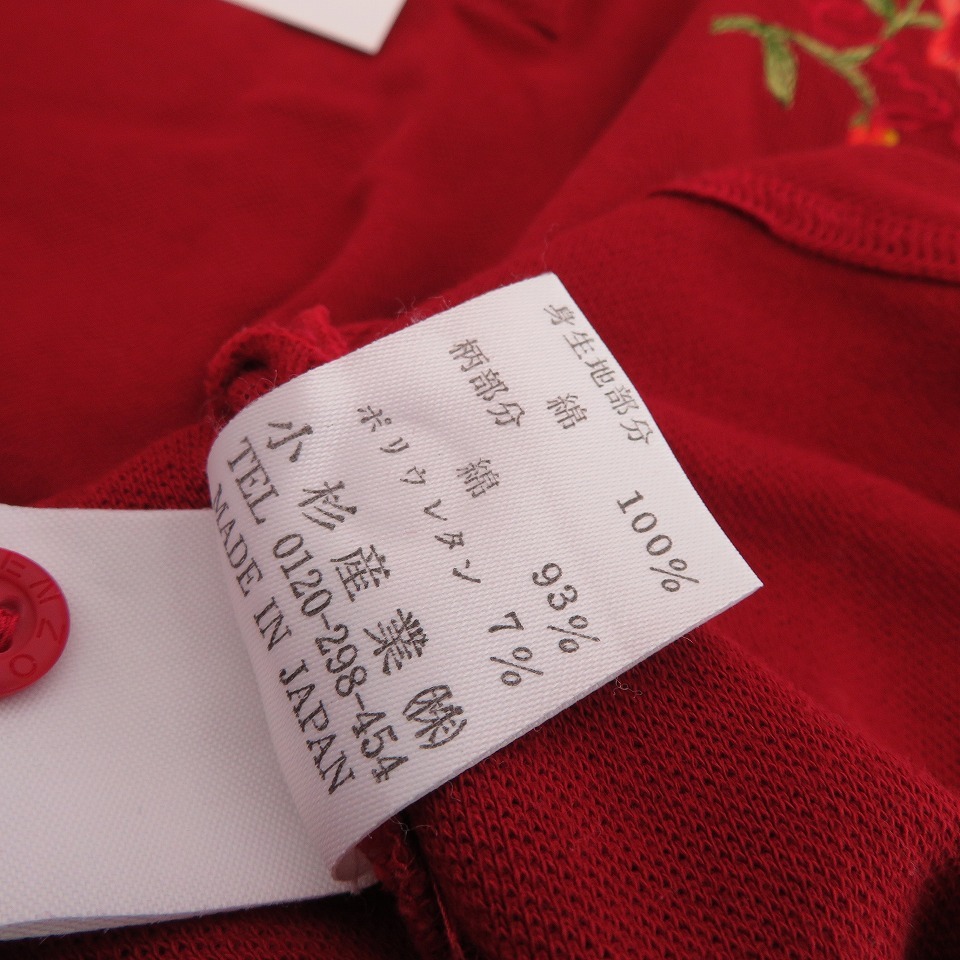 身生地部分
綿 100%
柄部分
綿 93%
ポリウレタン 7%
小杉産業㈱
TEL 0120-298-454
MADE IN JAPAN
ENZO